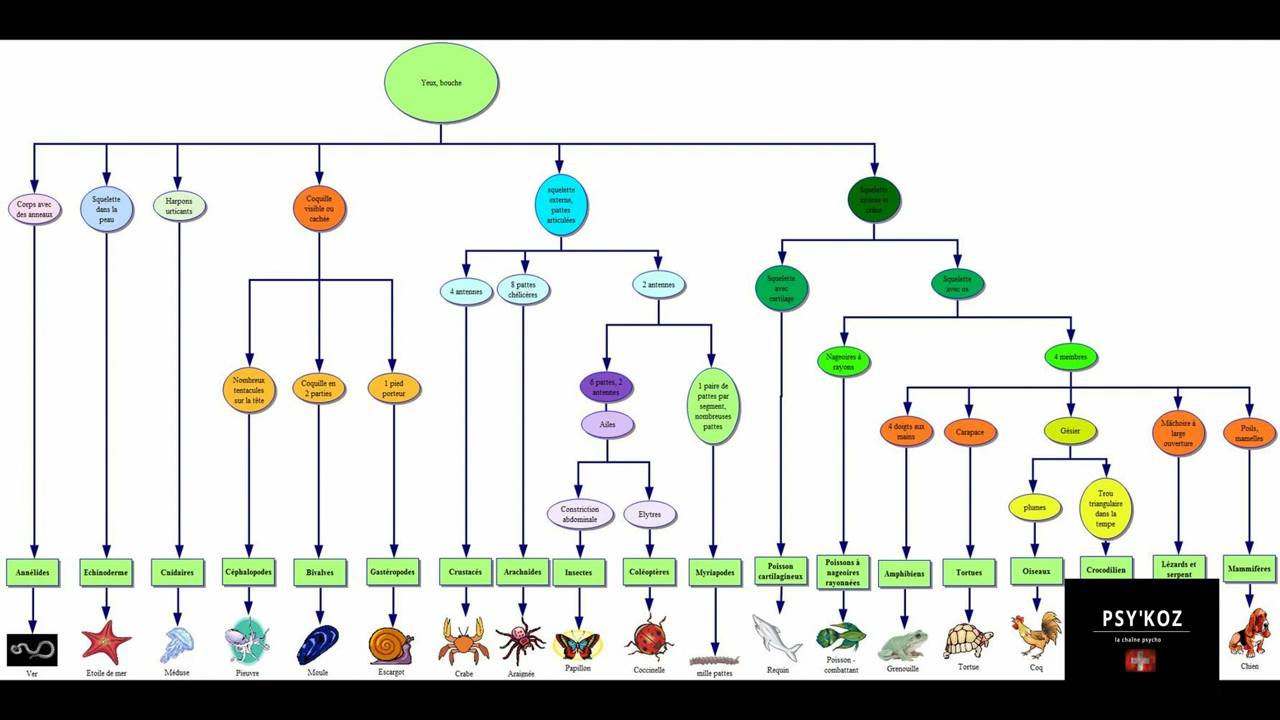 Yeux, bouche
Corps avec
des anneaux
Squelette
dans la
peau
Harpons
urticants
Coquille
visible ou
cachée
squelette
externe,
pattes
articulées
Squelette
interne et
crâne
4 antennes
8 pattes
chélicères
2 antennes
Squelette
avec
cartilage
Squelette
avec os
Nageoires à
rayons
4 membres
Nombreux
tentacules
sur la tête
Coquille en
2 parties
1 pied
porteur
6 pattes, 2
antennes
1 paire de
pattes par
segment,
nombreuses
pattes
Ailes
4 doigts aux
mains
Carapace
Gésier
Mâchoire à
large
ouverture
Poils,
mamelles
Constriction
abdominale
Elytres
plumes
Trou
triangulaire
dans la
tempe
Annélides
Echinoderme
Cnidaires
Céphalopodes
Bivalves
Gastéropodes
Crustacés
Arachnides
Insectes
Coléoptères
Myriapodes
Poisson
cartilagineux
Poissons à
nageoires
rayonnées
Amphibiens
Tortues
Oiseaux
Crocodilien
Lézards et
serpent
Mammifères
Ver
Etoile de mer
Méduse
Pieuvre
Moule
Escargot
Crabe
Araignée
Papillon
Coccinelle
mille pattes
Requin
Poisson -
combattant
Grenouille
Tortue
Coq
Chien
PSY'KOZ
la chaîne psycho